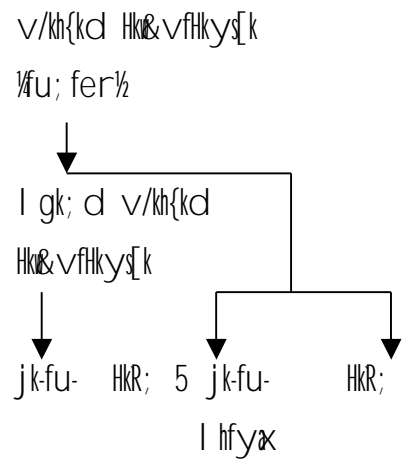 v/kh{kd Hkw&vfHkys[k
¼fu;fer½
lgk;d v/kh{kd
Hkw&vfHkys[k
jk-fu- HkR; 5 jk-fu- HkR;
lhfyax